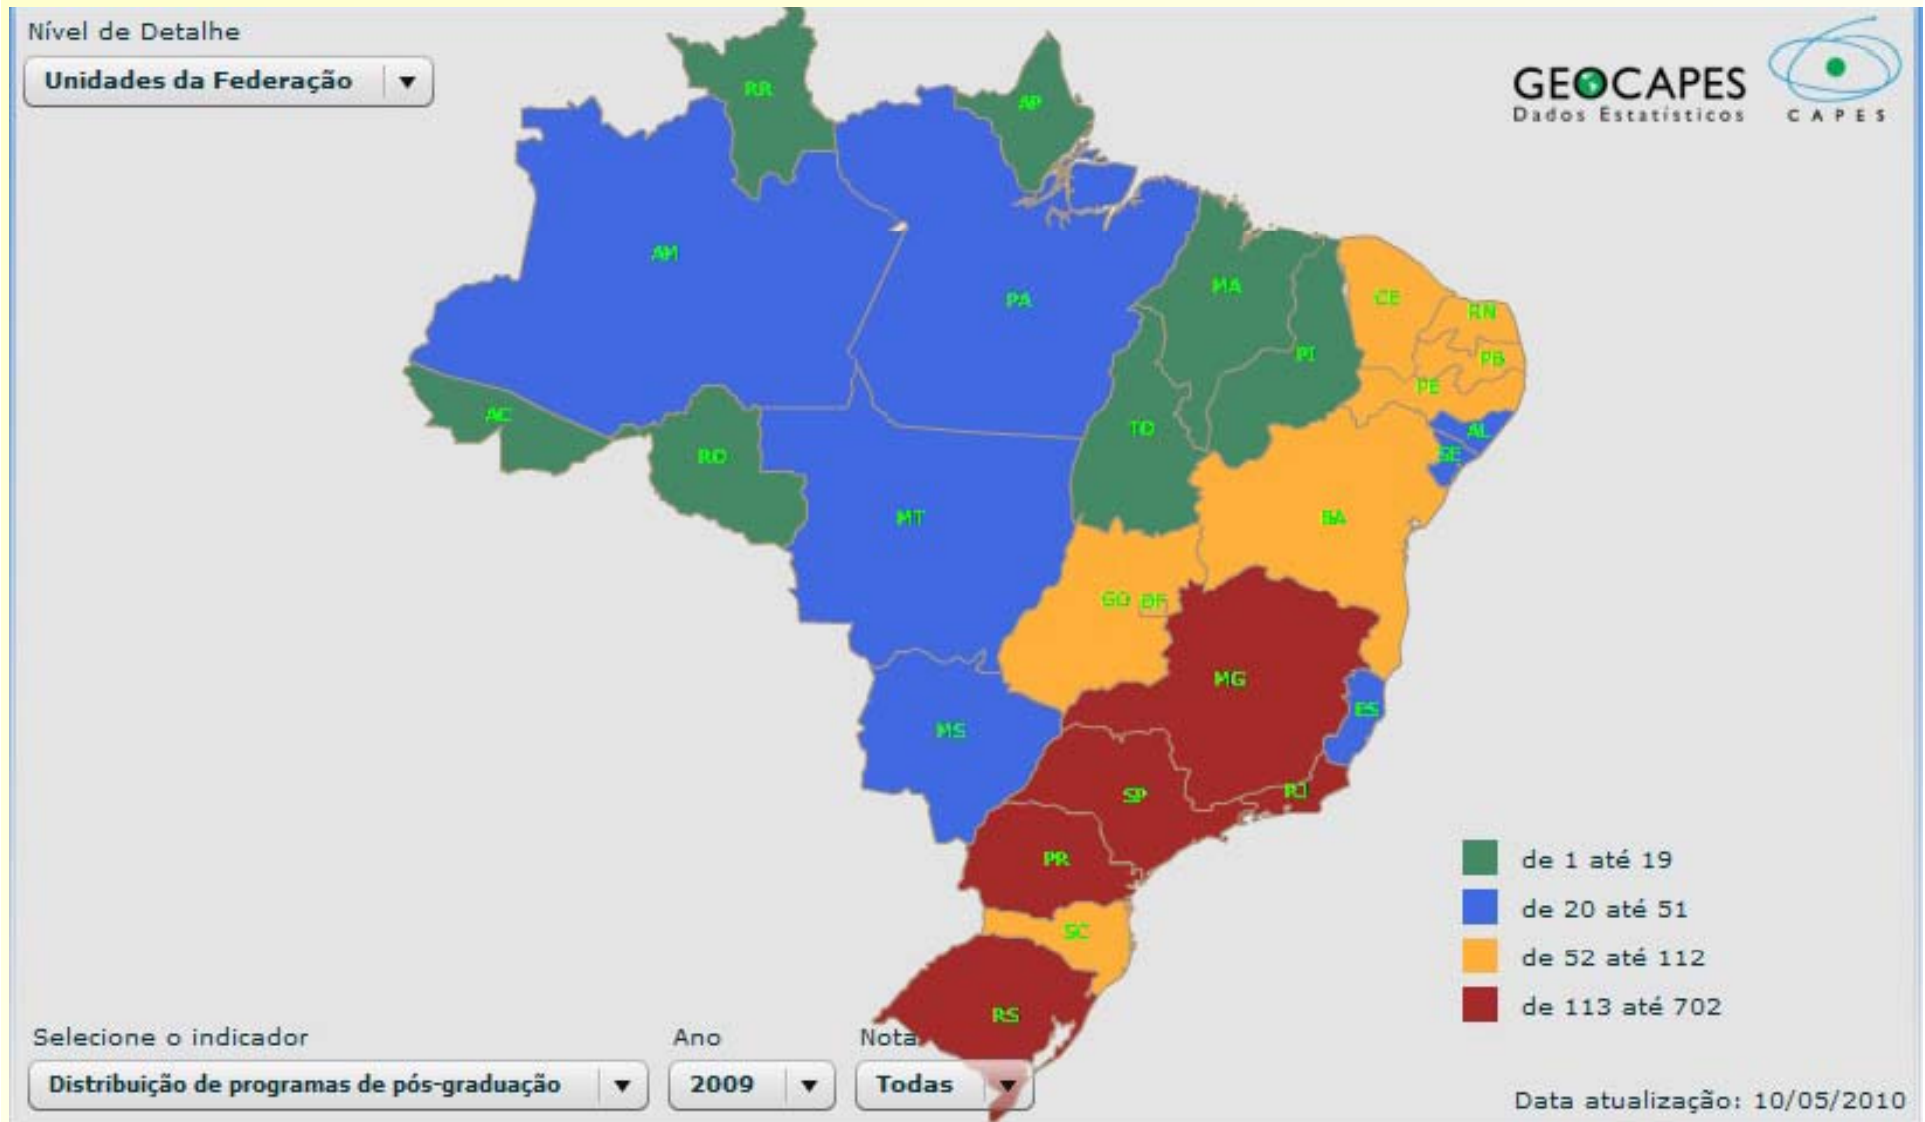 Nível de Detalhe
Unidades da Federação
GEOCAPES
Dados Estatísticos
CAPES
RR
AP
AM
PA
MA
CE
RN
PI
PB
PE
AC
TO
AL
RO
SE
MT
BA
GO DF
MG
ES
MS
SP
RJ
PR
SC
RS
de 1 até 19
de 20 até 51
de 52 até 112
de 113 até 702
Selecione o indicador
Ano
Nota
Distribuição de programas de pós-graduação
2009
Todas
Data atualização: 10/05/2010